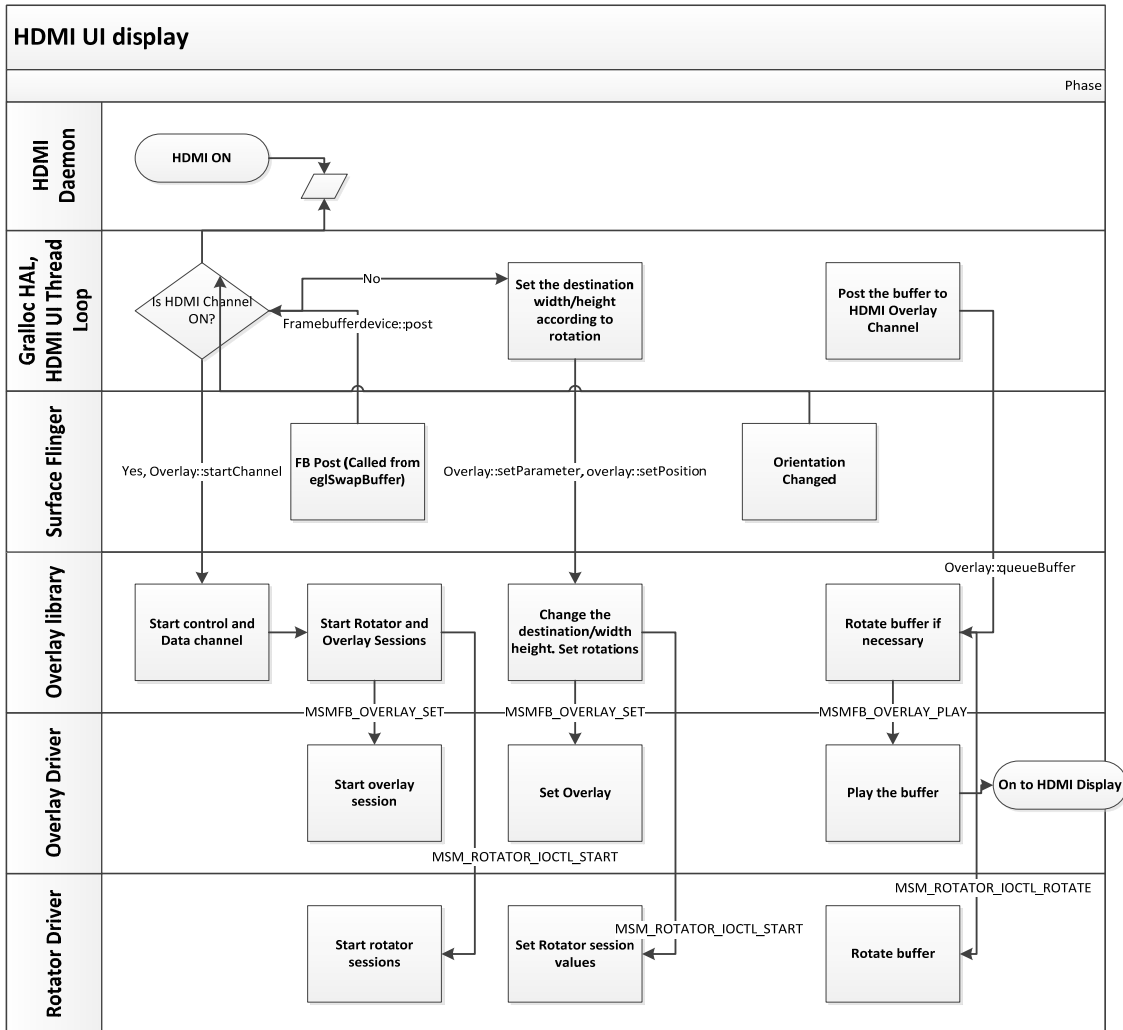 HDMI UI display
Phase
HDMI
Daemon
HDMI ON
Gralloc HAL,
HDMI UI Thread
Loop
Is HDMI Channel
ON?
No
Framebufferdevice::post
Set the destination
width/height
according to
rotation
Post the buffer to
HDMI Overlay
Channel
Surface Flinger
Yes, Overlay::startChannel
FB Post (Called from
eglSwapBuffer)
Overlay::setParameter, overlay::setPosition
Orientation
Changed
Overlay::queueBuffer
Overlay library
Start control and
Data channel
Start Rotator and
Overlay Sessions
Change the
destination/width
height. Set rotations
Rotate buffer if
necessary
MSMFB_OVERLAY_SET
MSMFB_OVERLAY_SET
MSMFB_OVERLAY_PLAY
Overlay Driver
Start overlay
session
Set Overlay
Play the buffer
On to HDMI Display
MSM_ROTATOR_IOCTL_START
MSM_ROTATOR_IOCTL_ROTATE
Rotator Driver
Start rotator
sessions
MSM_ROTATOR_IOCTL_START
Set Rotator session
values
Rotate buffer